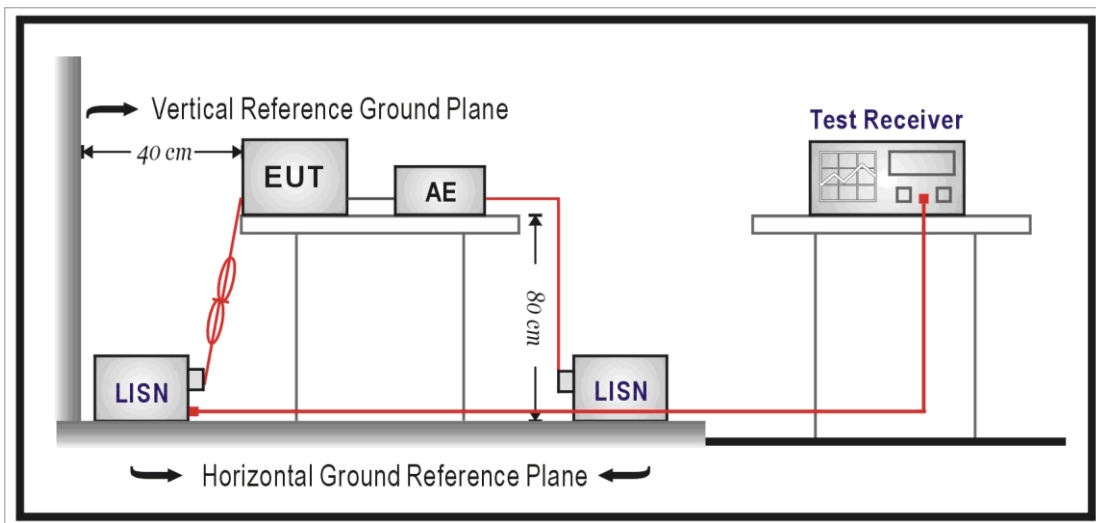 Vertical Reference Ground Plane
Test Receiver
40 cm
EUT
AE
80 cm
LISN
LISN
Horizontal Ground Reference Plane